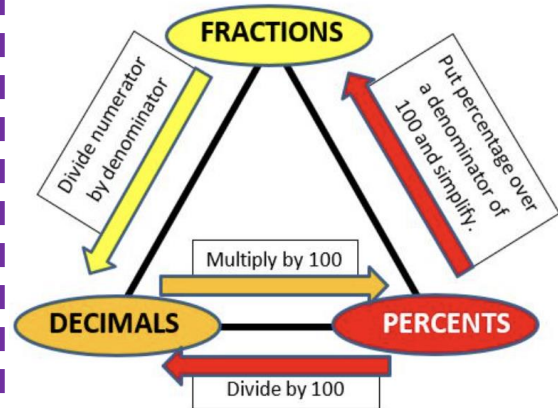 FRACTIONS
Divide numerator
by denominator
Put percentage over
a denominator of
100 and simplify.
Multiply by 100
DECIMALS
PERCENTS
Divide by 100